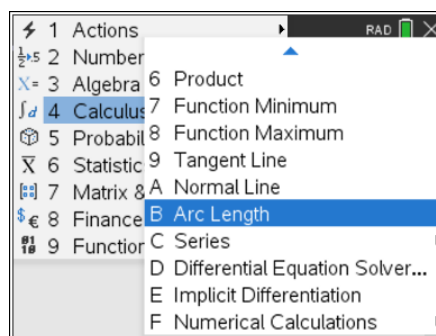 1 Actions
RAD
2 Number
3 Algebra
4 Calculus
5 Probabil
6 Statistic
7 Matrix &
8 Finance
9 Function
6 Product
7 Function Minimum
8 Function Maximum
9 Tangent Line
A Normal Line
B Arc Length
C Series
D Differential Equation Solver...
E Implicit Differentiation
F Numerical Calculations